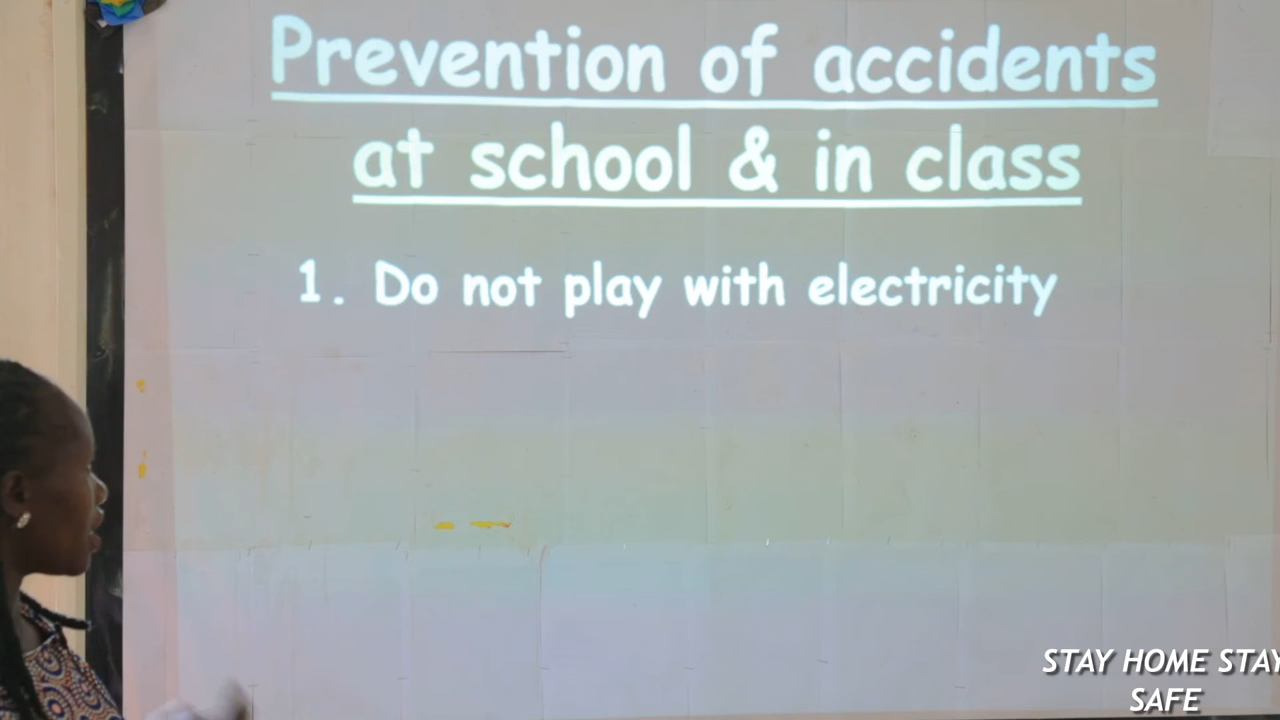 Prevention of accidents
at school & in class
1. Do not play with electricity
STAY HOME STAY
SAFE